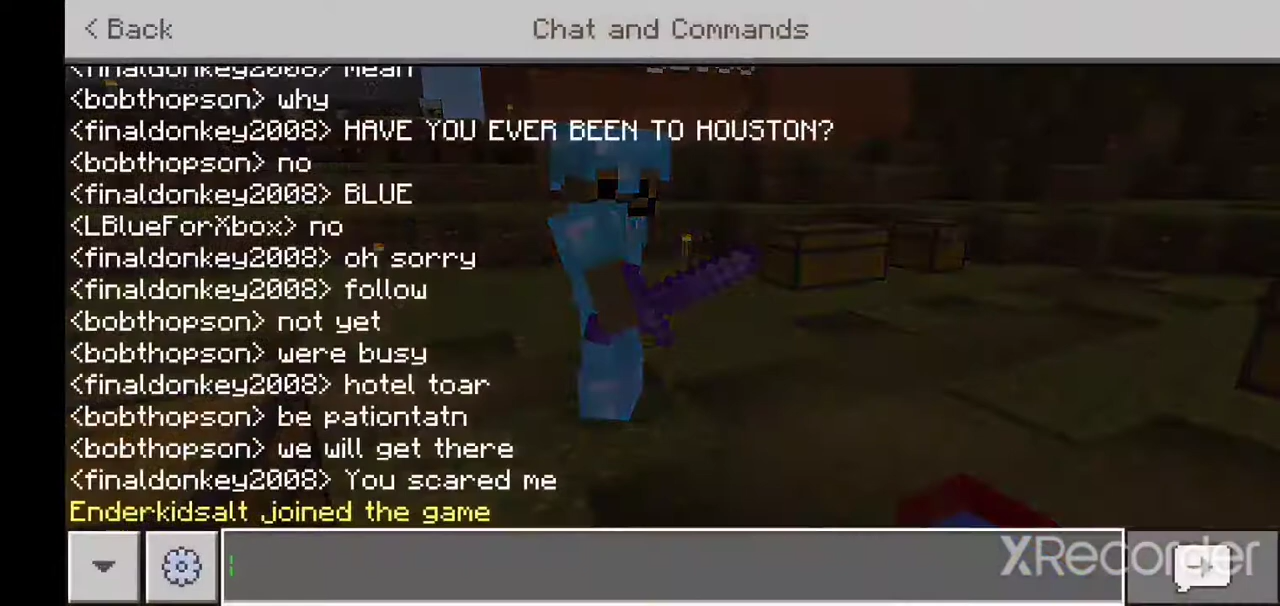 < Back
Chat and Commands
<finaldonkey2008> Mean
<bobthopson> why
<finaldonkey2008> HAVE YOU EVER BEEN TO HOUSTON?
<bobthopson> no
<finaldonkey2008> BLUE
<LBlueForXbox> no
<finaldonkey2008> oh sorry
<finaldonkey2008> follow
<bobthopson> not yet
<bobthopson> were busy
<finaldonkey2008> hotel toar
<bobthopson> be pationtatn
<bobthopson> we will get there
<finaldonkey2008> You scared me
Enderkidsalt joined the game
XRecorder